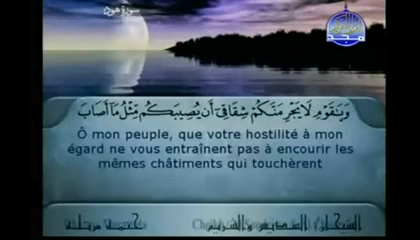 سورة هود
وَيَٰقَوْمِ لَا يَجْرِمَنَّكُمْ شِقَاقِىٓ أَن يُصِيبَكُم مِّثْلُ مَآ أَصَابَ
Ô mon peuple, que votre hostilité à mon
égard ne vous entraînent pas à encourir les
mêmes châtiments qui touchèrent